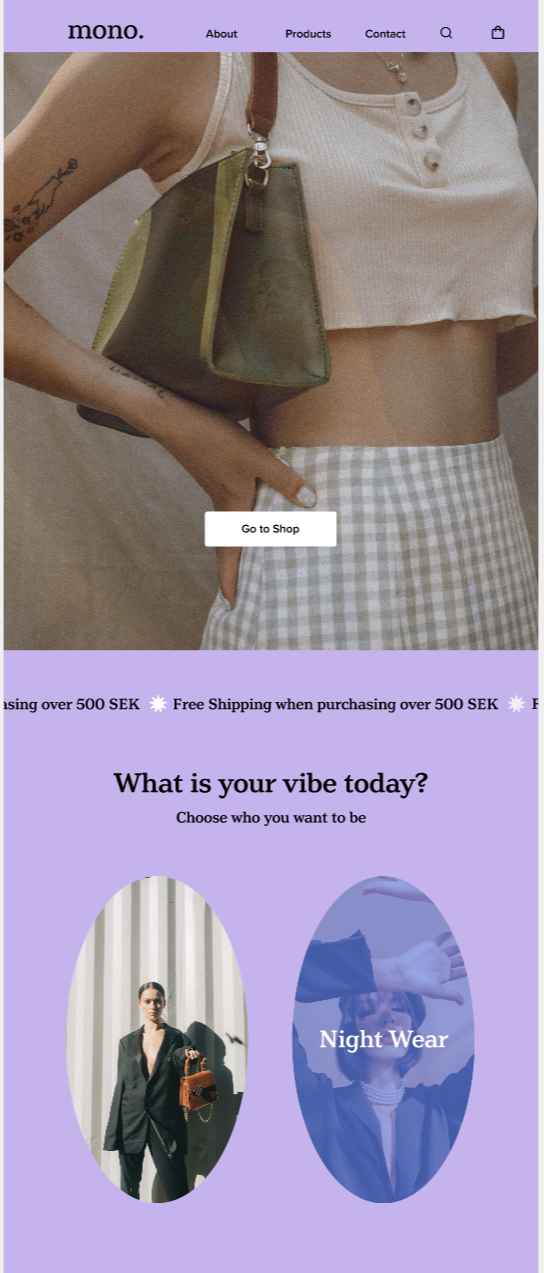 mono.
About Products Contact
Go to Shop
asing over 500 SEK Free Shipping when purchasing over 500 SEK F
What is your vibe today?
Choose who you want to be
Night Wear